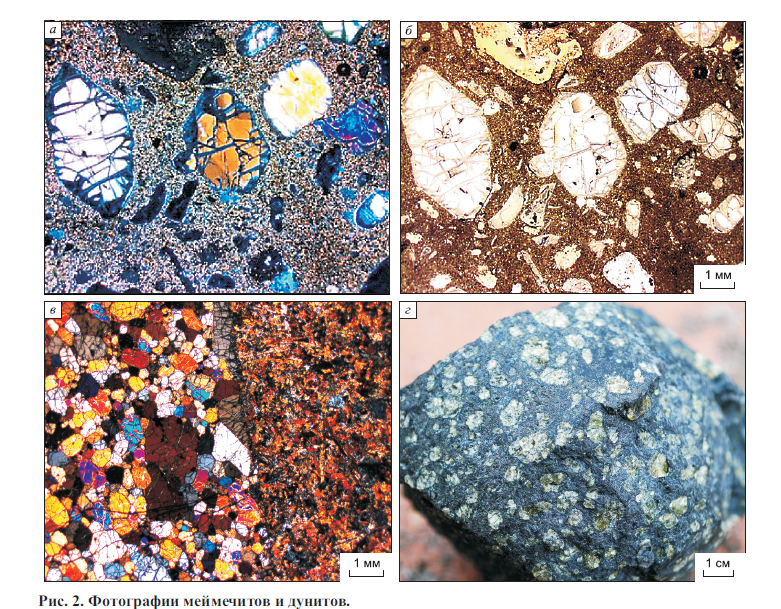 а
б
1 мм
в
1 мм
г
1 см
Рис. 2. Фотографии меймечитов и дунитов.